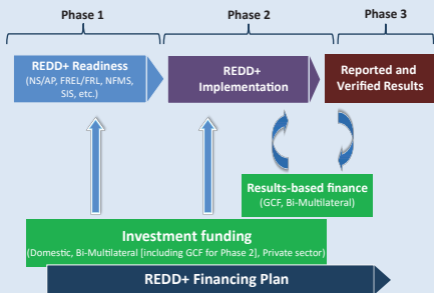 Phase 1
Phase 2
Phase 3
REDD+ Readiness
(NS/AP, FREL/FRL, NFMS,
SIS, etc.)
REDD+
Implementation
Reported and
Verified Results
Results-based finance
(GCF, Bi-Multilateral)
Investment funding
(Domestic, Bi-Multilateral [including GCF for Phase 2], Private sector)
REDD+ Financing Plan